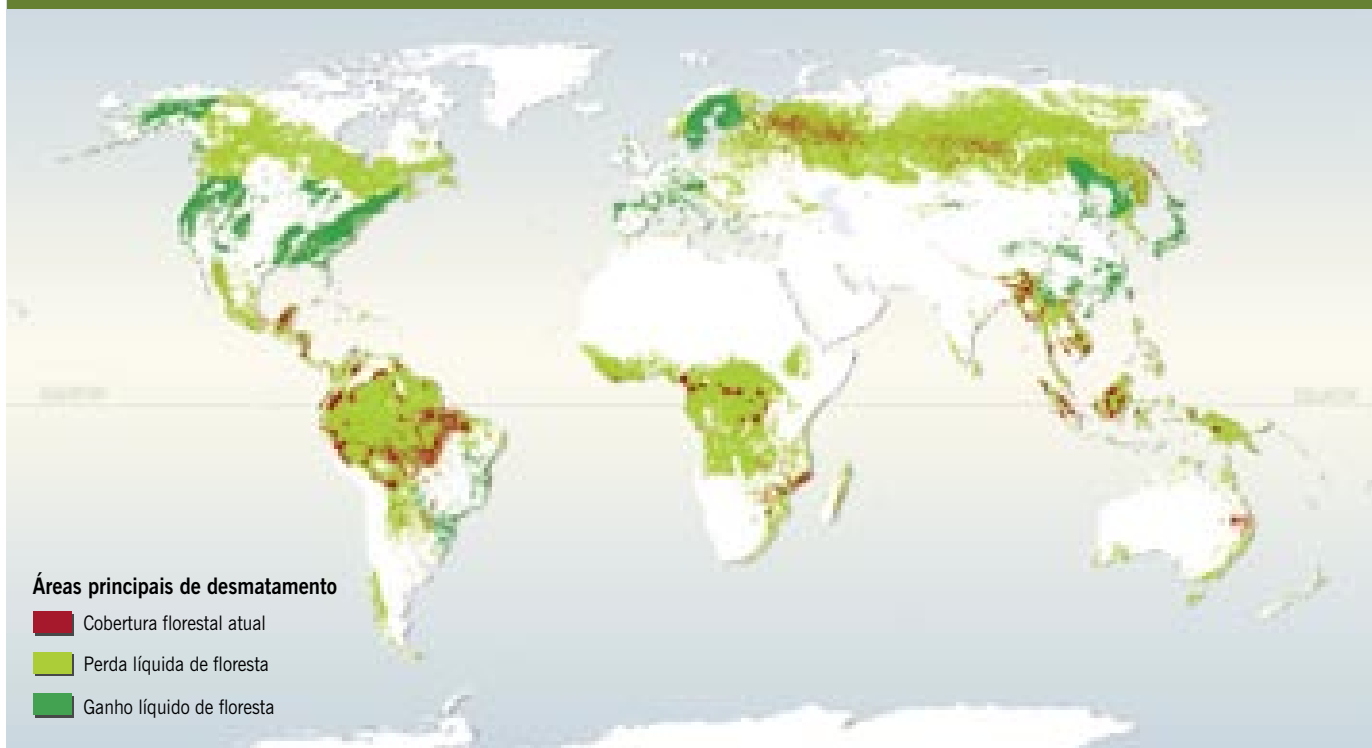 Áreas principais de desmatamento
Cobertura florestal atual
Perda líquida de floresta
Ganho líquido de floresta